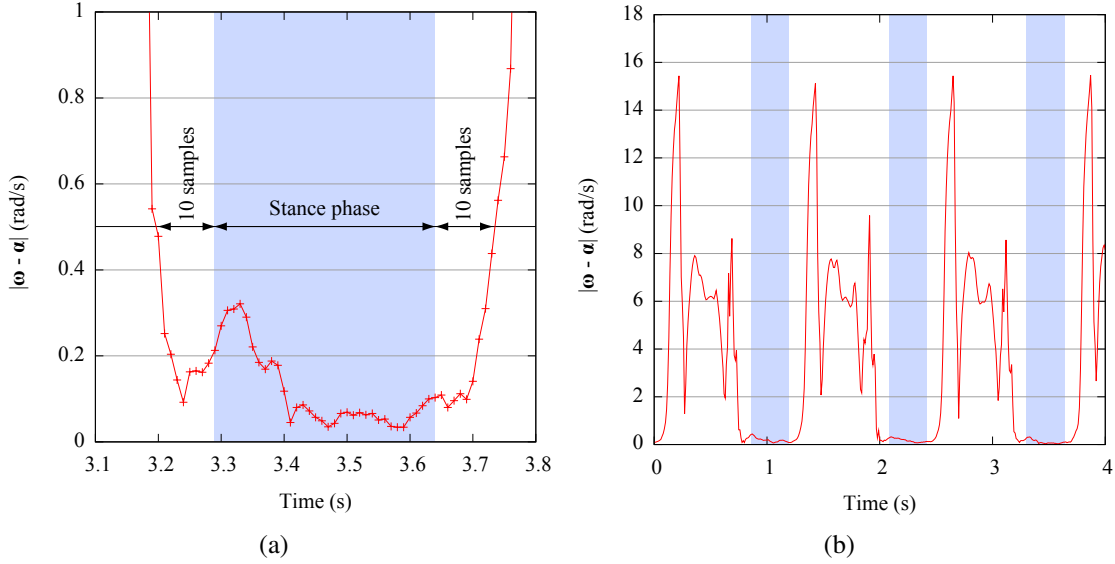 1
0.8
0.6
0.4
0.2
0
3.1 3.2 3.3 3.4 3.5 3.6 3.7 3.8
|ω - α| (rad/s)
Time (s)
10 samples
Stance phase
10 samples
(a)
18
16
14
12
10
8
6
4
2
0
0 1 2 3 4
|ω - α| (rad/s)
Time (s)
(b)